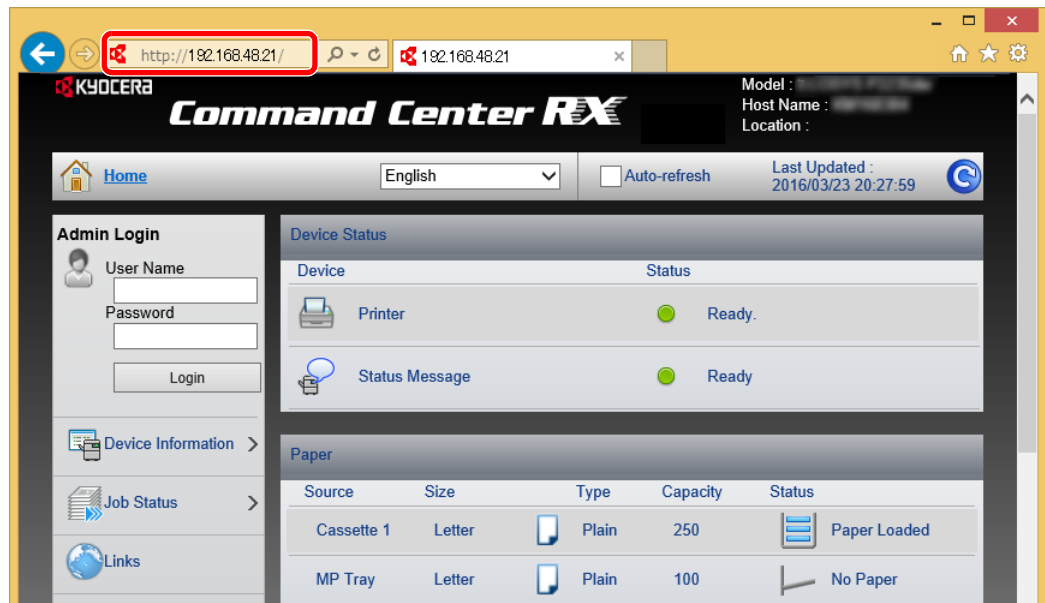 http://192.168.48.21/
192.168.48.21
KYOCERA
Command Center RX
Model :
Host Name :
Location :
Home
English
Auto-refresh
Last Updated :
2016/03/23 20:27:59
Admin Login
User Name
Password
Login
Device Information
Job Status
Links
Device Status
Device Status
Printer Ready.
Status Message Ready
Paper
Source Size Type Capacity Status
Cassette 1 Letter Plain 250 Paper Loaded
MP Tray Letter Plain 100 No Paper